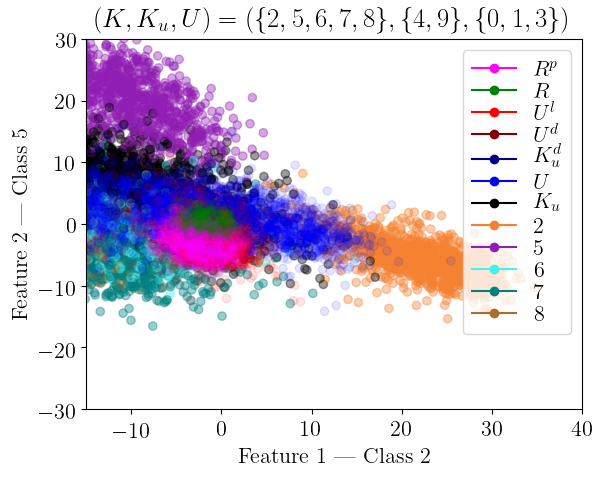 (K, K_u, U) = ({2, 5, 6, 7, 8}, {4, 9}, {0, 1, 3})
30
20
10
0
−10
−20
−30
Feature 2 — Class 5
R^p
R
U^l
U^d
K_u^d
U
K_u
2
5
6
7
8
−10
0
10
20
30
40
Feature 1 — Class 2